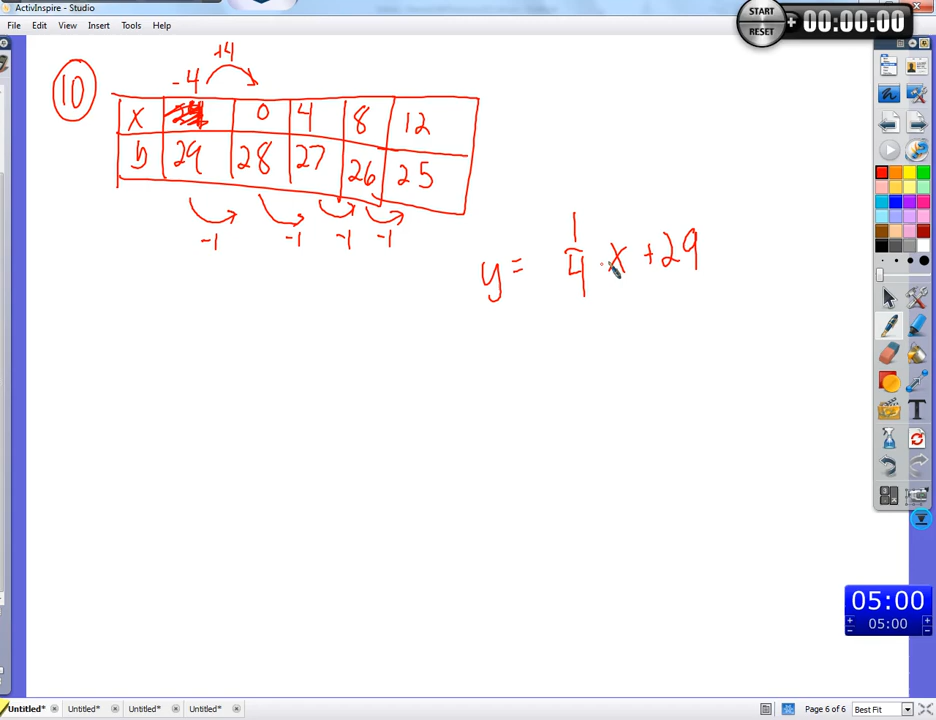 ActivInspire - Studio
START
RESET
+
00:00:00
File Edit View Insert Tools Help
+4
-4
10
x 0 4 8 12
b 29 28 27 26 25
-1 -1 -1 -1
y = 1/4 · x + 29
T
05:00
+ 05:00 +
Untitled* Untitled* Untitled* Untitled*
Page 6 of 6 Best Fit